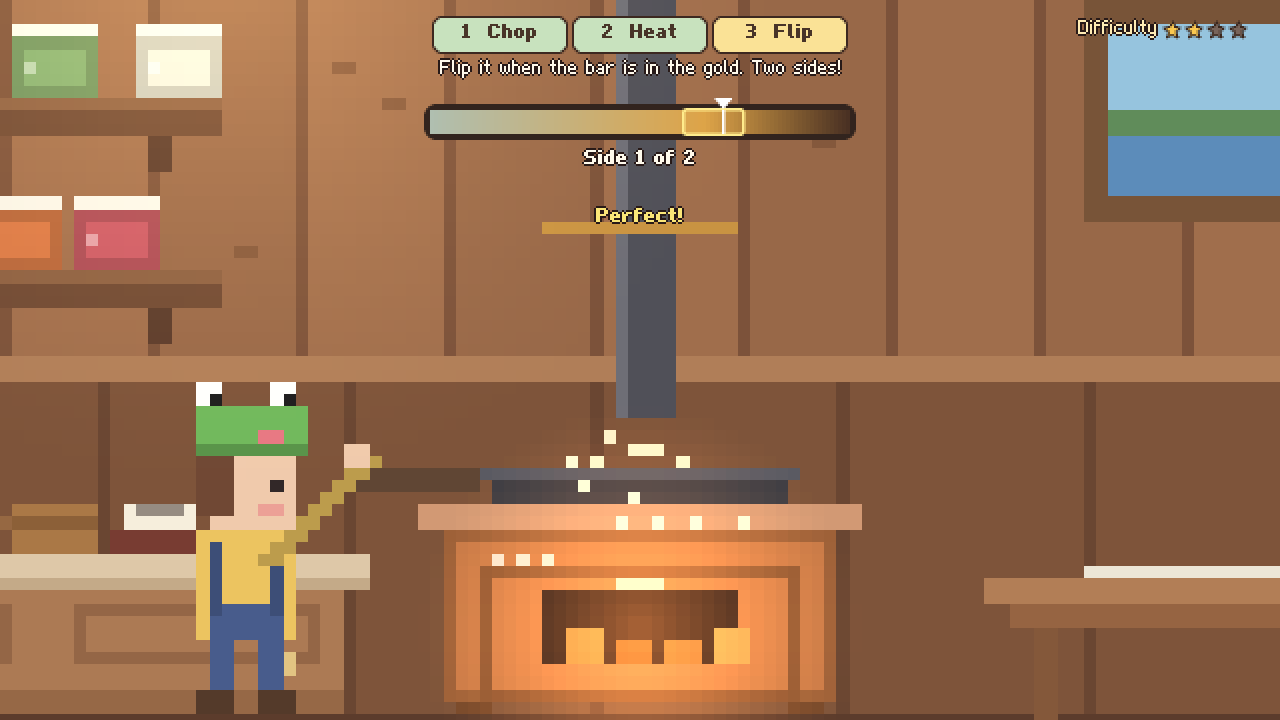 1 Chop
2 Heat
3 Flip
Difficulty
Flip it when the bar is in the gold. Two sides!
Side 1 of 2
Perfect!